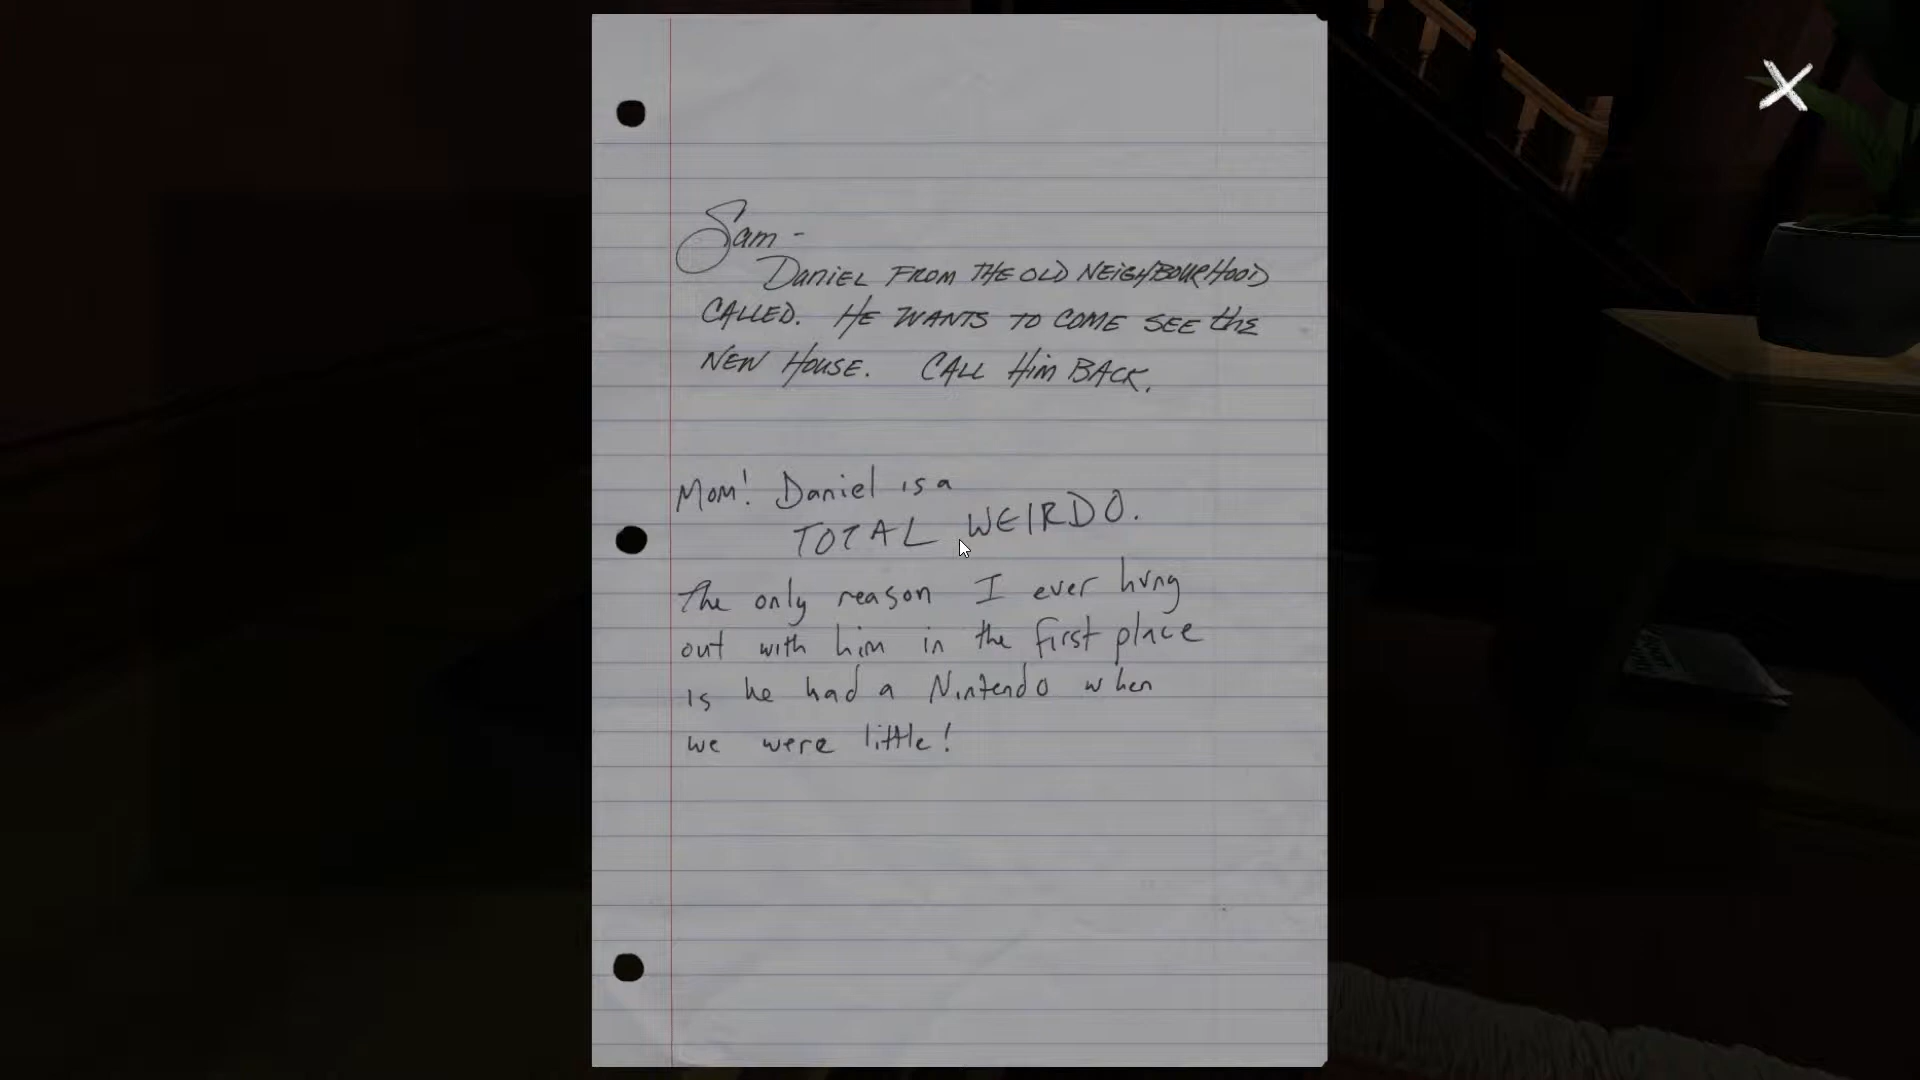 Sam -
DANIEL FROM THE OLD NEIGHBOURHOOD
CALLED. HE WANTS TO COME SEE the
NEW HOUSE. CALL HIM BACK.
Mom! Daniel is a
TOTAL WEIRDO.
The only reason I ever hung
out with him in the first place
is he had a Nintendo when
we were little!